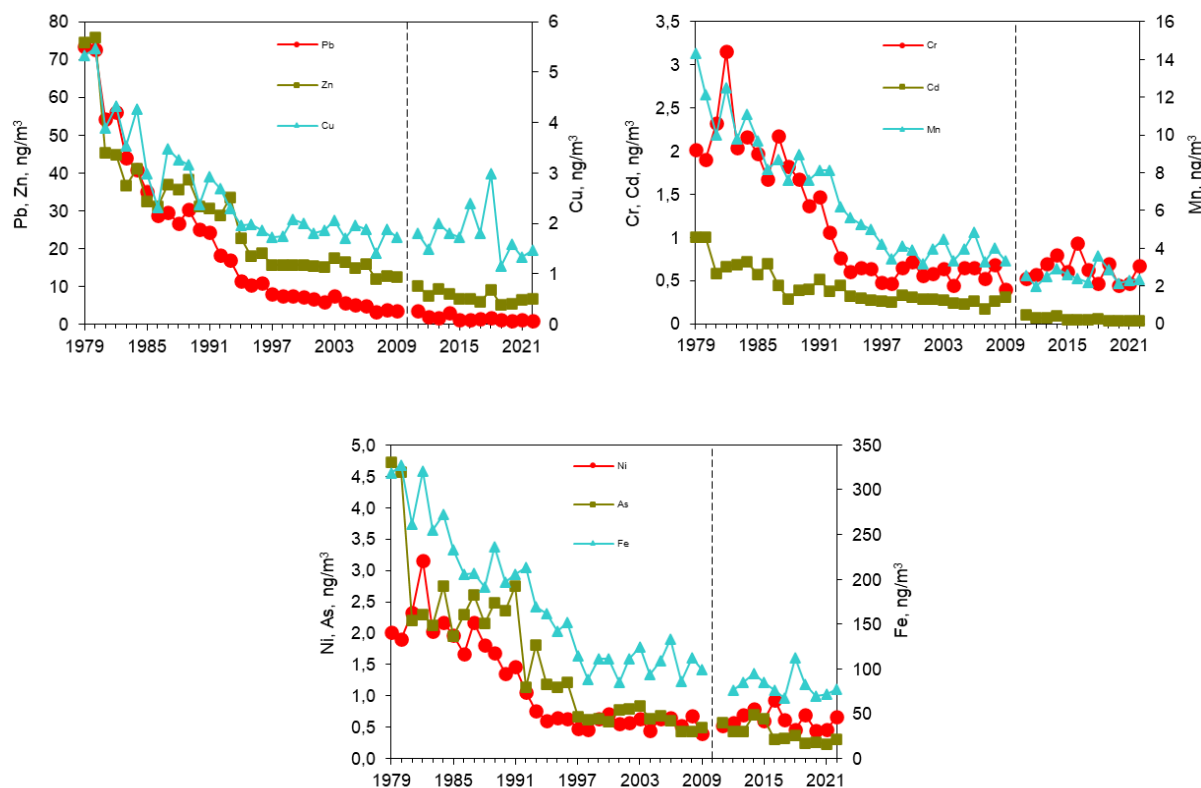 80
70
60
50
40
30
20
10
0
Pb, Zn, ng/m³
6
5
4
3
2
1
0
Cu, ng/m³
Pb
Zn
Cu
1979 1985 1991 1997 2003 2009 2015 2021
3,5
3
2,5
2
1,5
1
0,5
0
Cr, Cd, ng/m³
16
14
12
10
8
6
4
2
0
Mn, ng/m³
Cr
Cd
Mn
1979 1985 1991 1997 2003 2009 2015 2021
5,0
4,5
4,0
3,5
3,0
2,5
2,0
1,5
1,0
0,5
0,0
Ni, As, ng/m³
350
300
250
200
150
100
50
0
Fe, ng/m³
Ni
As
Fe
1979 1985 1991 1997 2003 2009 2015 2021